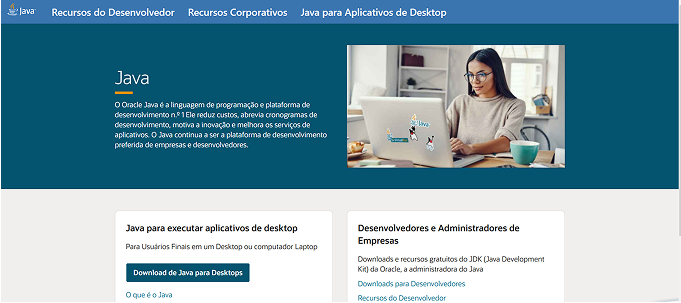 Java
Recursos do Desenvolvedor
Recursos Corporativos
Java para Aplicativos de Desktop
Java
O Oracle Java é a linguagem de programação e plataforma de
desenvolvimento n.º 1 Ele reduz custos, abrevia cronogramas de
desenvolvimento, motiva a inovação e melhora os serviços de
aplicativos. O Java continua a ser a plataforma de desenvolvimento
preferida de empresas e desenvolvedores.
Java
Java para executar aplicativos de desktop
Para Usuários Finais em um Desktop ou computador Laptop
Download de Java para Desktops
O que é o Java
Desenvolvedores e Administradores de
Empresas
Downloads e recursos gratuitos do JDK (Java Development
Kit) da Oracle, a administradora do Java
Downloads para Desenvolvedores
Recursos do Desenvolvedor